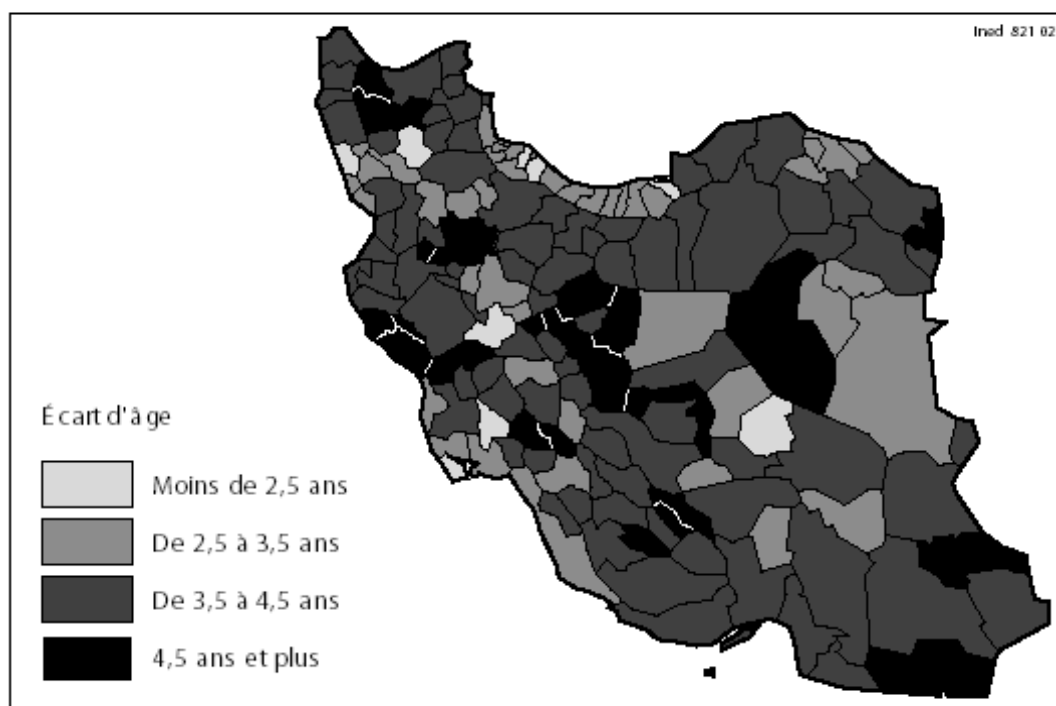 Ined 821 02
Écart d'âge
Moins de 2,5 ans
De 2,5 à 3,5 ans
De 3,5 à 4,5 ans
4,5 ans et plus